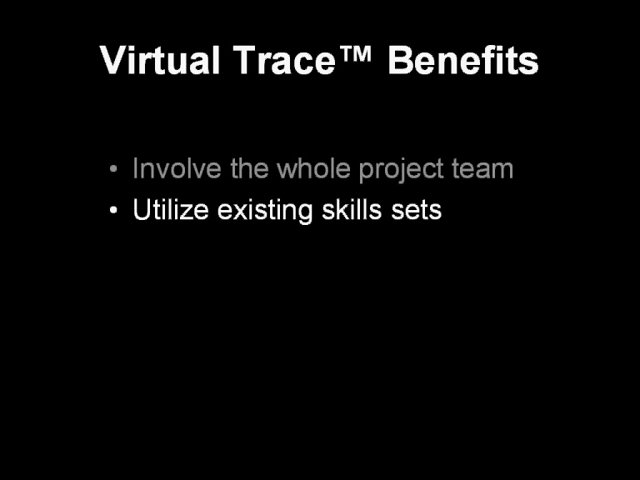 Virtual Trace™ Benefits
• Involve the whole project team
• Utilize existing skills sets